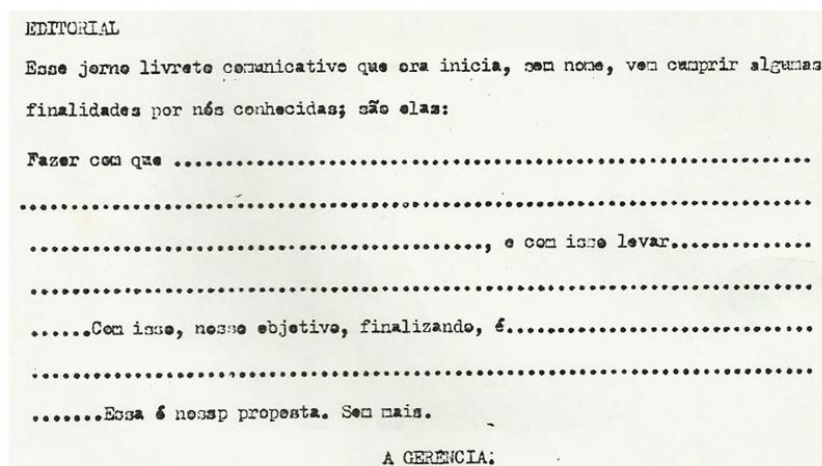 EDITORIAL
Esse jorno livreto comunicativo que ora inicia, sem nome, vem cumprir algumas
finalidades por nós conhecidas; são elas:
Fazer com que .............................................................
............................................................................
............................................, e com isso levar..............
...........................................................................
......Com isso, nosso objetivo, finalizando, é.............................
...........................................................................
.......Essa é nossp proposta. Sem mais.
A GERÊNCIA;